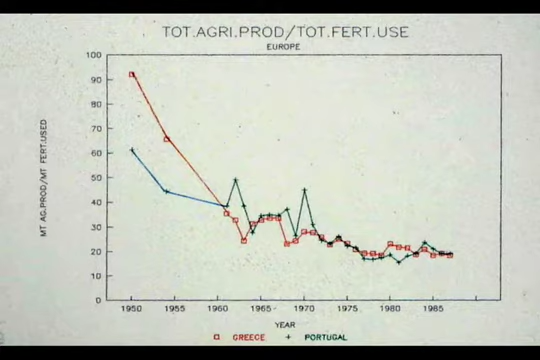 TOT.AGRI.PROD/TOT.FERT.USE
EUROPE
100
90
80
70
60
50
40
30
20
10
0
MT AG.PROD/MT FERT.USED
1950 1955 1960 1965 1970 1975 1980 1985
YEAR
GREECE PORTUGAL